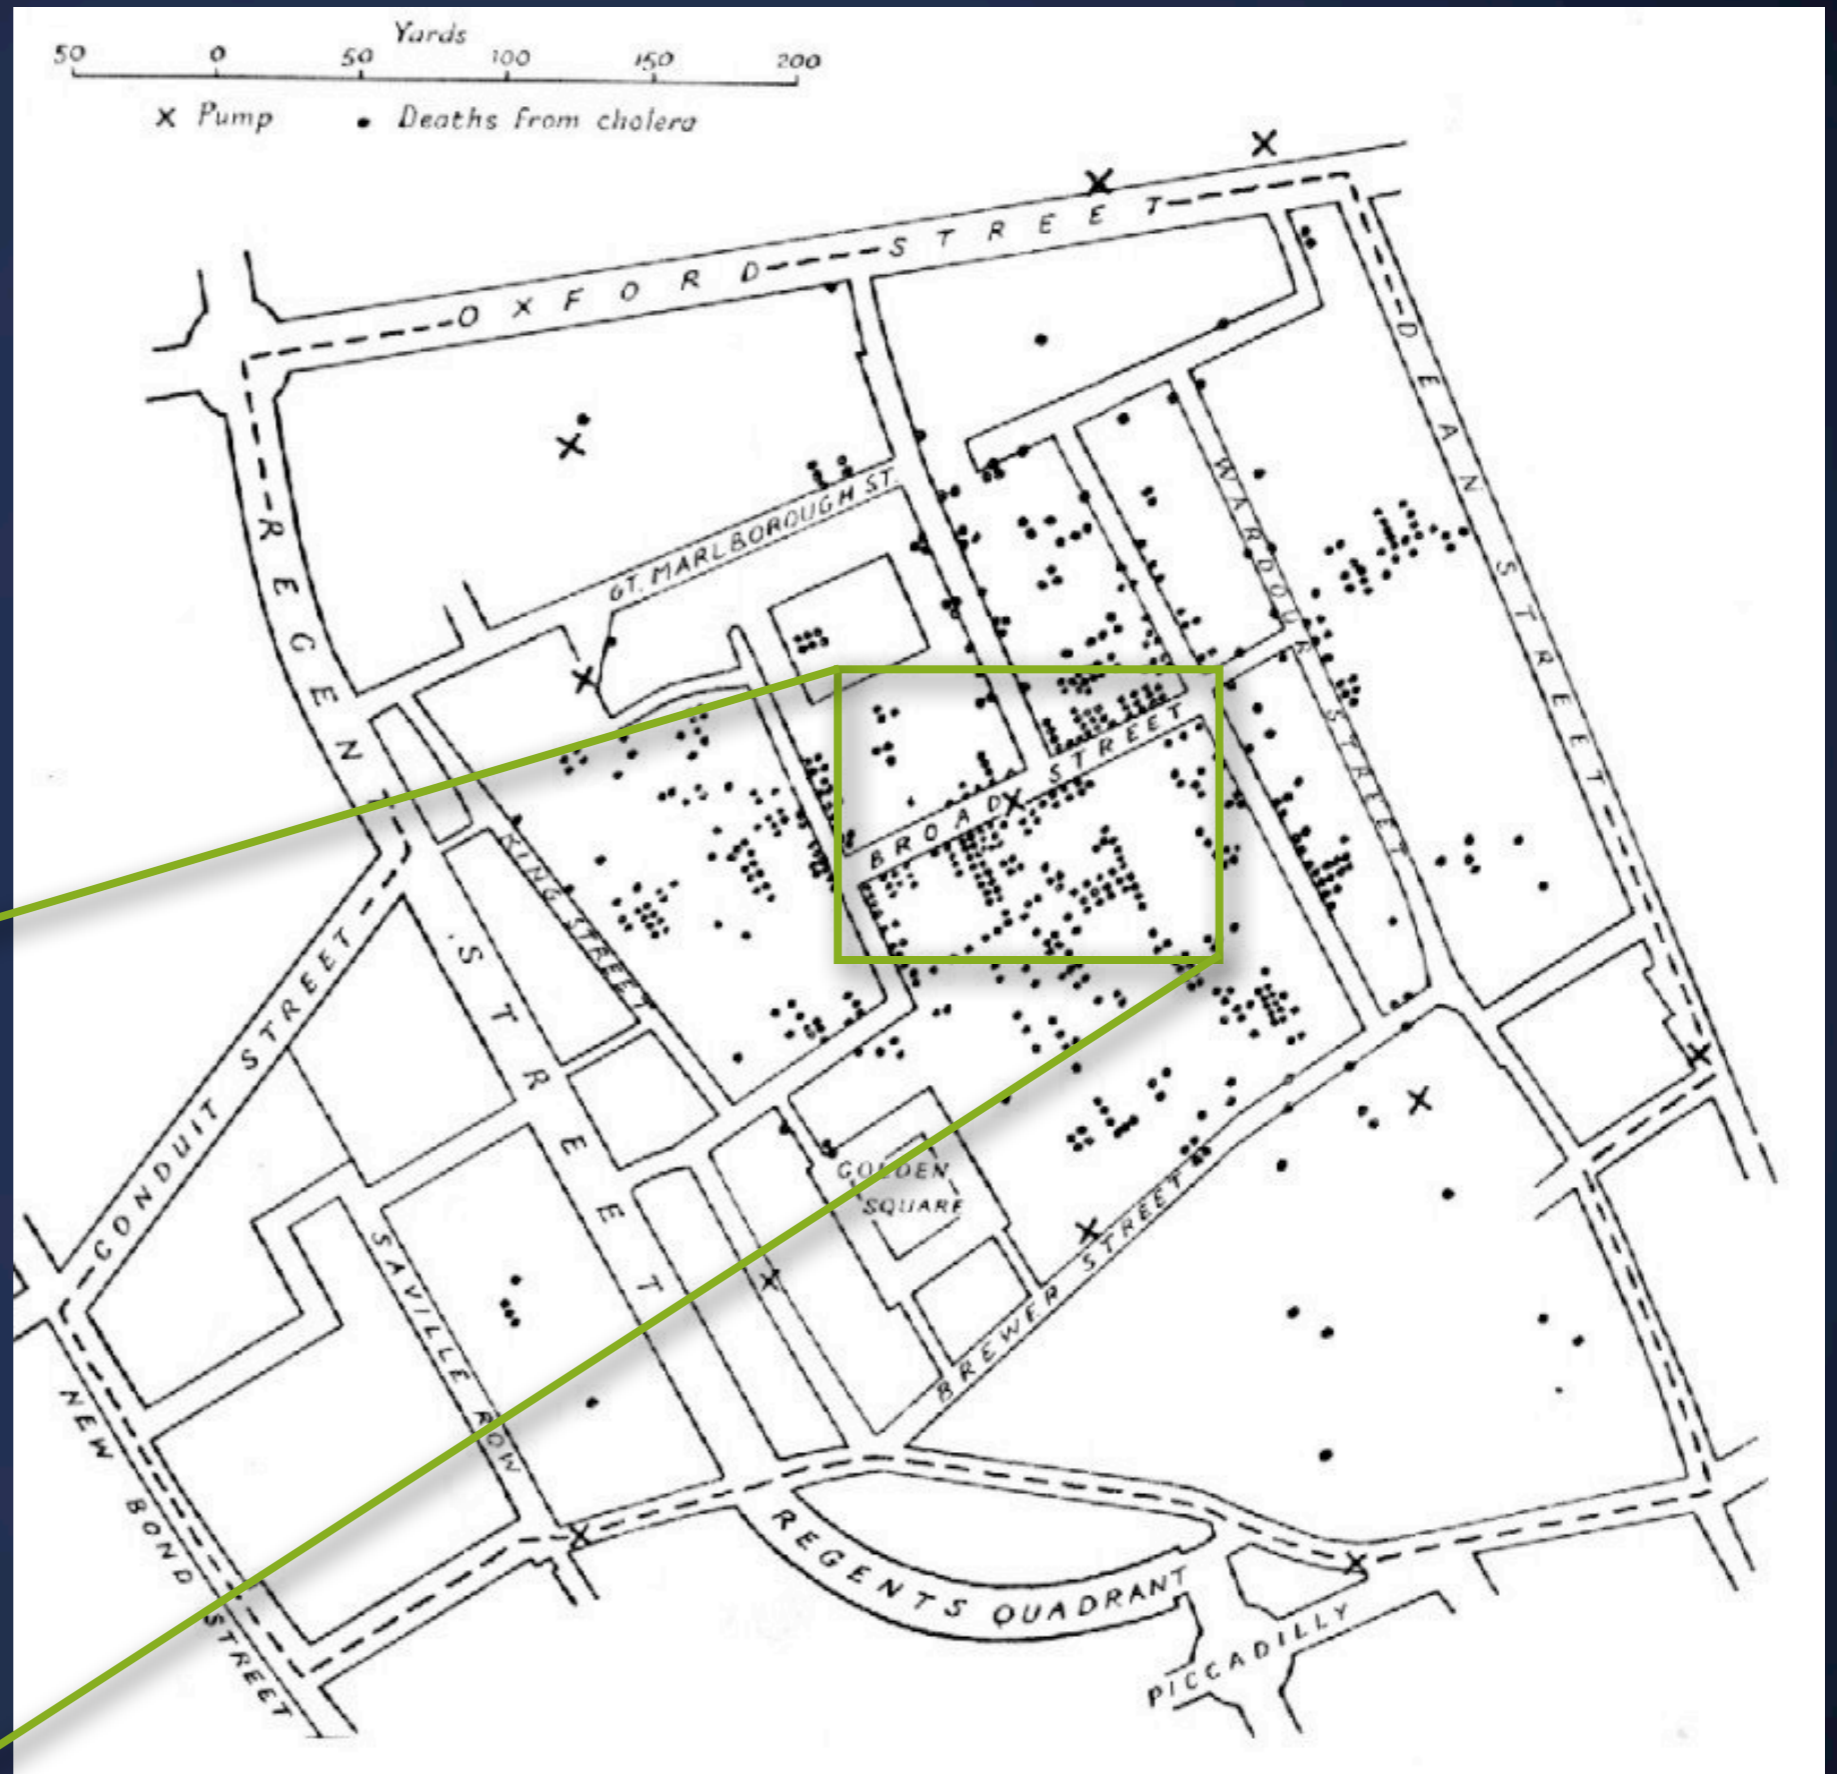 Yards
50 0 50 100 150 200
x Pump • Deaths from cholera
OXFORD STREET
DEAN STREET
REGENT STREET
GT. MARLBOROUGH ST.
WARDOUR STREET
BROAD STREET
KING STREET
CONDUIT STREET
GOLDEN
SQUARE
SAVILLE ROW
BREWER STREET
NEW BOND STREET
REGENTS QUADRANT
PICCADILLY